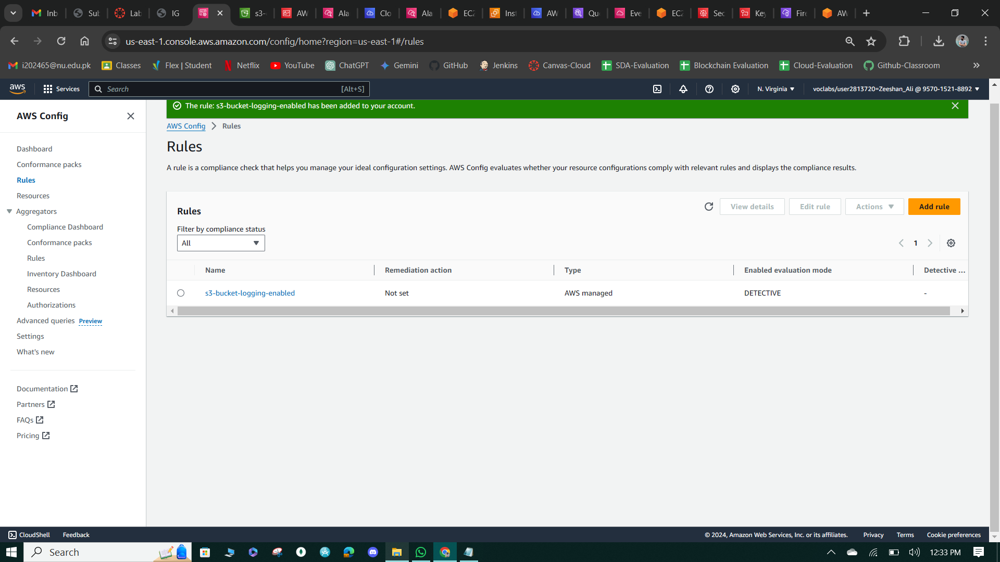 Inb
Sub
Lab
IG
s3-
AW
Ala
Clo
Ala
EC2
Inst
AW
Que
Eve
EC2
Sec
Key
Fire
AW
us-east-1.console.aws.amazon.com/config/home?region=us-east-1#/rules
i202465@nu.edu.pk
Classes
Flex | Student
Netflix
YouTube
ChatGPT
Gemini
GitHub
Jenkins
Canvas-Cloud
SDA-Evaluation
Blockchain Evaluation
Cloud-Evaluation
Github-Classroom
aws
Services
Search
[Alt+S]
N. Virginia
voclabs/user2813720=Zeeshan_Ali @ 9570-1521-8892
AWS Config
Dashboard
Conformance packs
Rules
Resources
Aggregators
Compliance Dashboard
Conformance packs
Rules
Inventory Dashboard
Resources
Authorizations
Advanced queries Preview
Settings
What's new
Documentation
Partners
FAQs
Pricing
The rule: s3-bucket-logging-enabled has been added to your account.
AWS Config
Rules
Rules
A rule is a compliance check that helps you manage your ideal configuration settings. AWS Config evaluates whether your resource configurations comply with relevant rules and displays the compliance results.
Rules
View details
Edit rule
Actions
Add rule
Filter by compliance status
All
1
Name
Remediation action
Type
Enabled evaluation mode
Detective ...
s3-bucket-logging-enabled
Not set
AWS managed
DETECTIVE
-
CloudShell
Feedback
© 2024, Amazon Web Services, Inc. or its affiliates.
Privacy
Terms
Cookie preferences
Search
12:33 PM